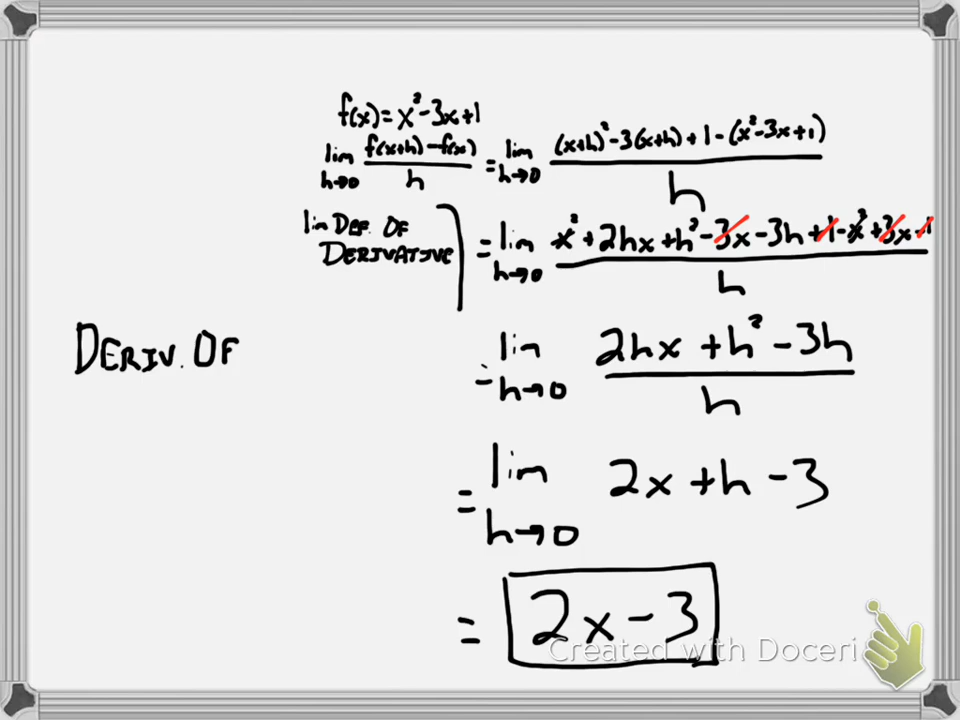 f(x) = x² - 3x + 1
lim h→0 f(x+h) - f(x) / h = lim h→0 (x+h)² - 3(x+h) + 1 - (x² - 3x + 1) / h
lim DEF. OF
DERIVATIVE
= lim h→0 x² + 2hx + h² - 3x - 3h + 1 - x² + 3x - 1 / h
DERIV. OF
= lim h→0 2hx + h² - 3h / h
= lim h→0 2x + h - 3
= 2x - 3
Created with Doceri